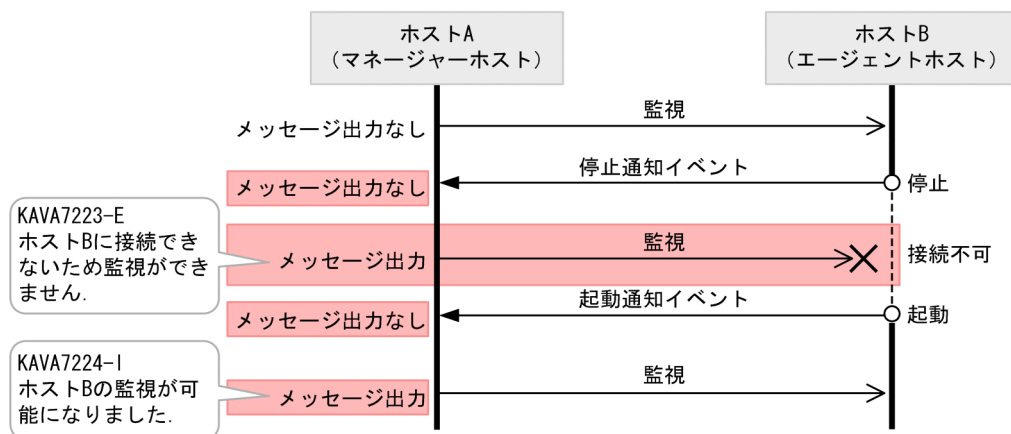 ホストA
(マネージャーホスト)
ホストB
(エージェントホスト)
メッセージ出力なし
監視
メッセージ出力なし
停止通知イベント
停止
KAVA7223-E
ホストBに接続でき
ないため監視ができ
ません.
メッセージ出力
監視
接続不可
メッセージ出力なし
起動通知イベント
起動
KAVA7224-I
ホストBの監視が可
能になりました.
メッセージ出力
監視